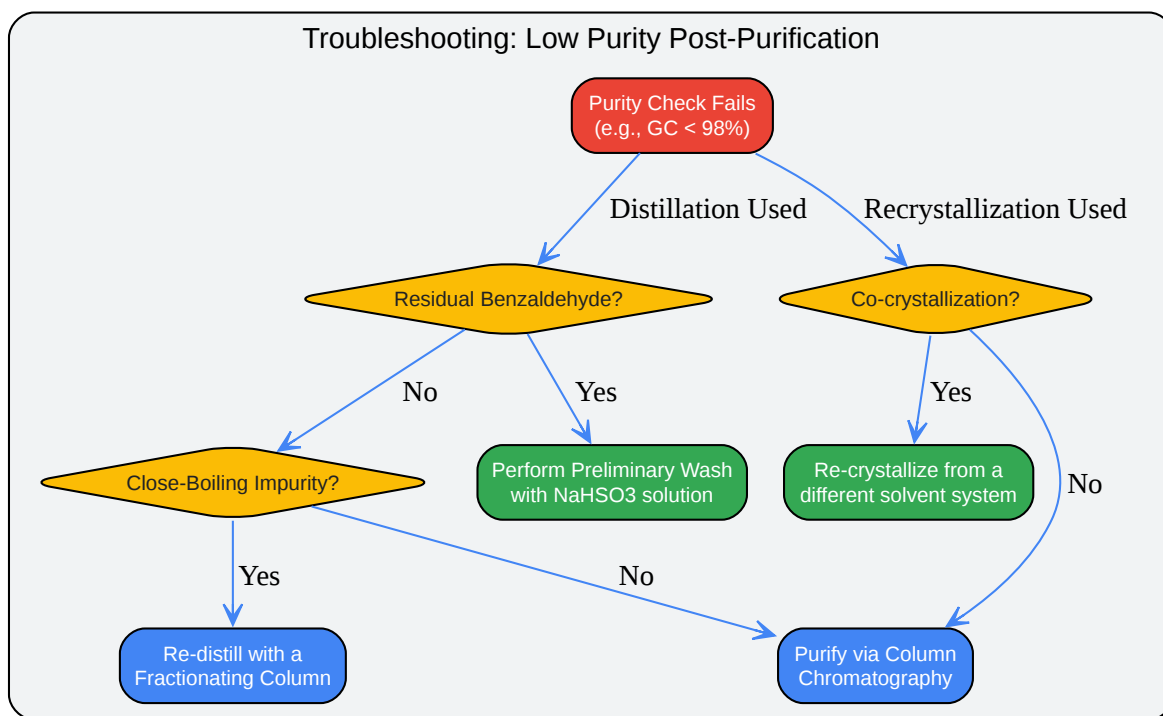 Troubleshooting: Low Purity Post-Purification
Purity Check Fails
(e.g., GC < 98%)
Distillation Used
Recrystallization Used
Residual Benzaldehyde?
Co-crystallization?
No
Yes
Yes
No
Close-Boiling Impurity?
Perform Preliminary Wash
with NaHSO3 solution
Re-crystallize from a
different solvent system
Yes
No
Re-distill with a
Fractionating Column
Purify via Column
Chromatography